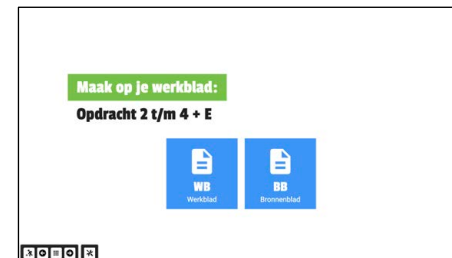 Maak op je werkblad:
Opdracht 2 t/m 4 + E
WB
Werkblad
BB
Bronnenblad